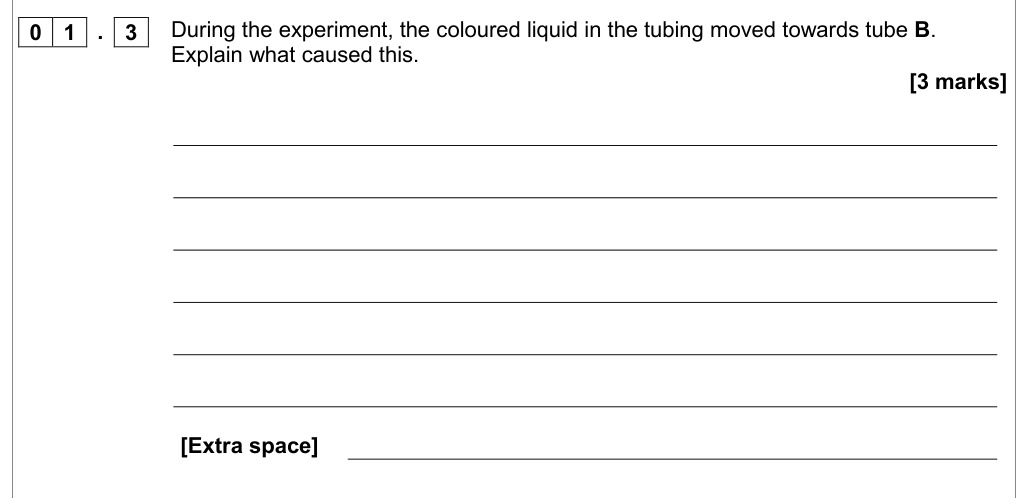 0 1 . 3 During the experiment, the coloured liquid in the tubing moved towards tube B.
Explain what caused this.
[3 marks]
[Extra space]